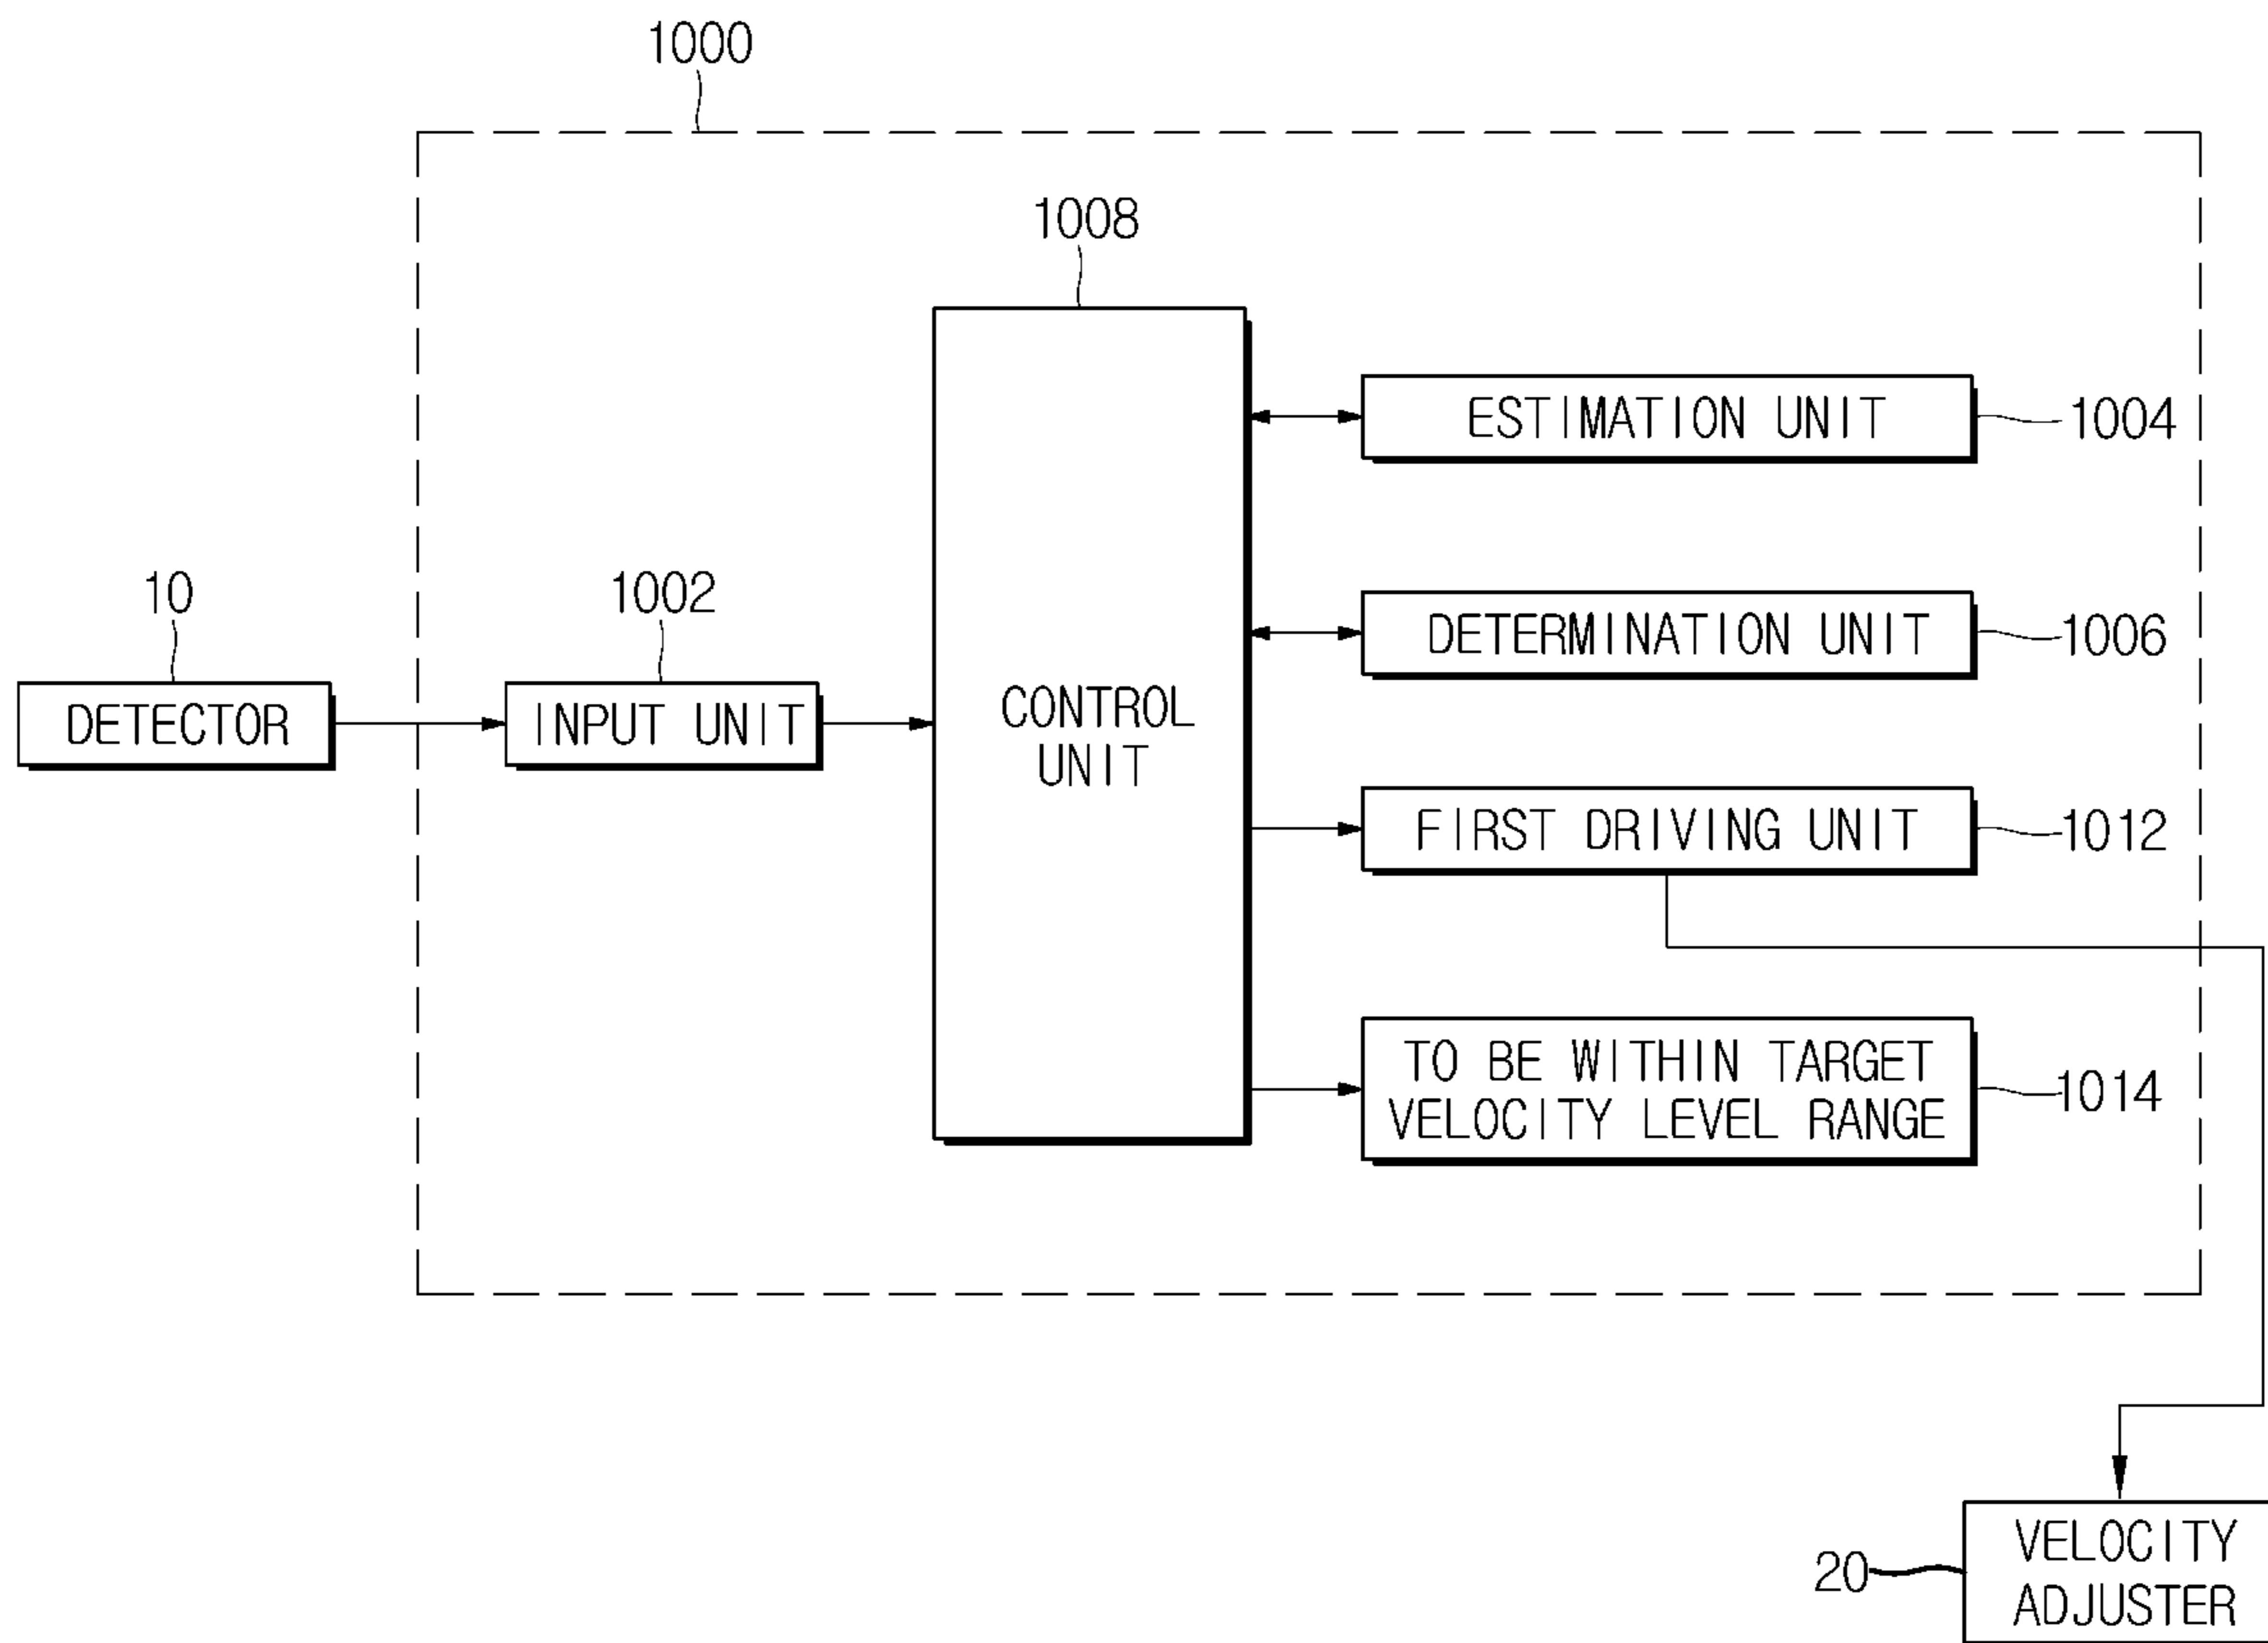 1000
1008
ESTIMATION UNIT
1004
10
1002
DETERMINATION UNIT
1006
DETECTOR
INPUT UNIT
CONTROL
UNIT
FIRST DRIVING UNIT
1012
TO BE WITHIN TARGET
VELOCITY LEVEL RANGE
1014
20
VELOCITY
ADJUSTER